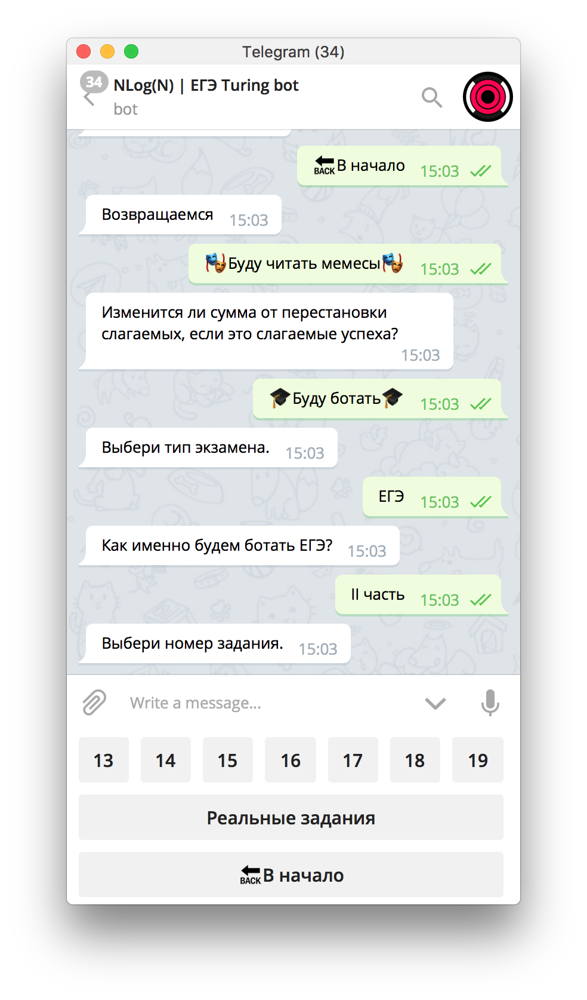 Telegram (34)
34
NLog(N) | ЕГЭ Turing bot
bot
BACK В начало 15:03
Возвращаемся 15:03
Буду читать мемесы 15:03
Изменится ли сумма от перестановки
слагаемых, если это слагаемые успеха?
15:03
Буду ботать 15:03
Выбери тип экзамена. 15:03
ЕГЭ 15:03
Как именно будем ботать ЕГЭ? 15:03
II часть 15:03
Выбери номер задания. 15:03
Write a message...
13 14 15 16 17 18 19
Реальные задания
BACK В начало